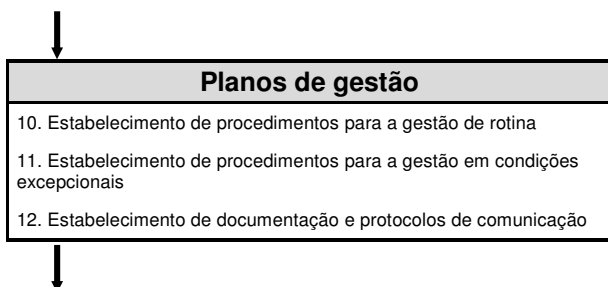 Planos de gestão
10. Estabelecimento de procedimentos para a gestão de rotina
11. Estabelecimento de procedimentos para a gestão em condições
excepcionais
12. Estabelecimento de documentação e protocolos de comunicação